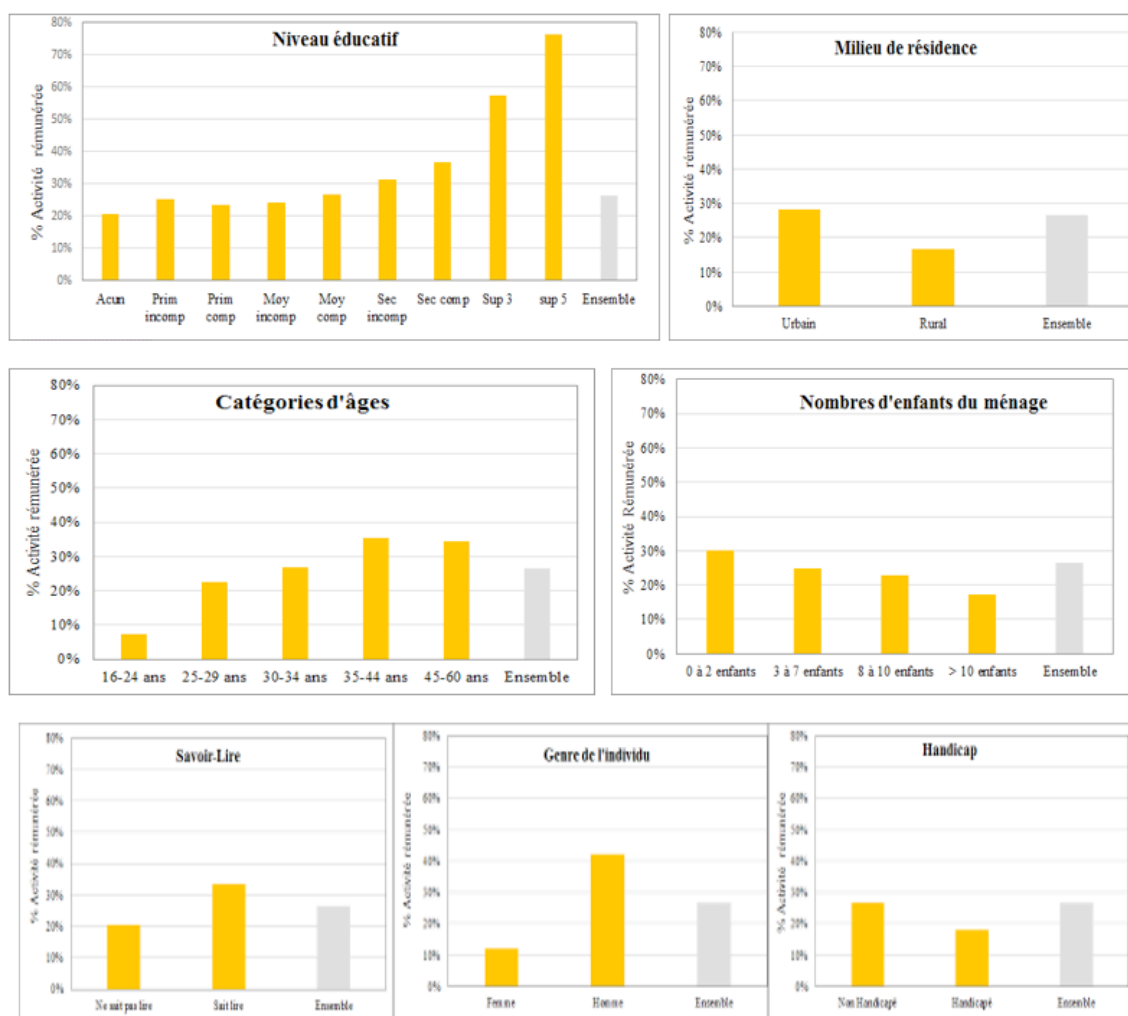 Niveau éducatif
% Activité rémunérée
80%
70%
60%
50%
40%
30%
20%
10%
0%
Acun
Prim incomp
Prim comp
Moy incomp
Moy comp
Sec incomp
Sec comp
Sup 3
sup 5
Ensemble
Milieu de résidence
% Activité rémunérée
80%
70%
60%
50%
40%
30%
20%
10%
0%
Urbain
Rural
Ensemble
Catégories d'âges
% Activité rémunérée
80%
70%
60%
50%
40%
30%
20%
10%
0%
16-24 ans
25-29 ans
30-34 ans
35-44 ans
45-60 ans
Ensemble
Nombres d'enfants du ménage
% Activité Rémunérée
80%
70%
60%
50%
40%
30%
20%
10%
0%
0 à 2 enfants
3 à 7 enfants
8 à 10 enfants
> 10 enfants
Ensemble
Savoir-Lire
% Activité rémunérée
80%
70%
60%
50%
40%
30%
20%
10%
0%
Ne sait pas lire
Sait lire
Ensemble
Genre de l'individu
% Activité rémunérée
80%
70%
60%
50%
40%
30%
20%
10%
0%
Femme
Homme
Ensemble
Handicap
% Activité rémunérée
80%
70%
60%
50%
40%
30%
20%
10%
0%
Non Handicapé
Handicapé
Ensemble